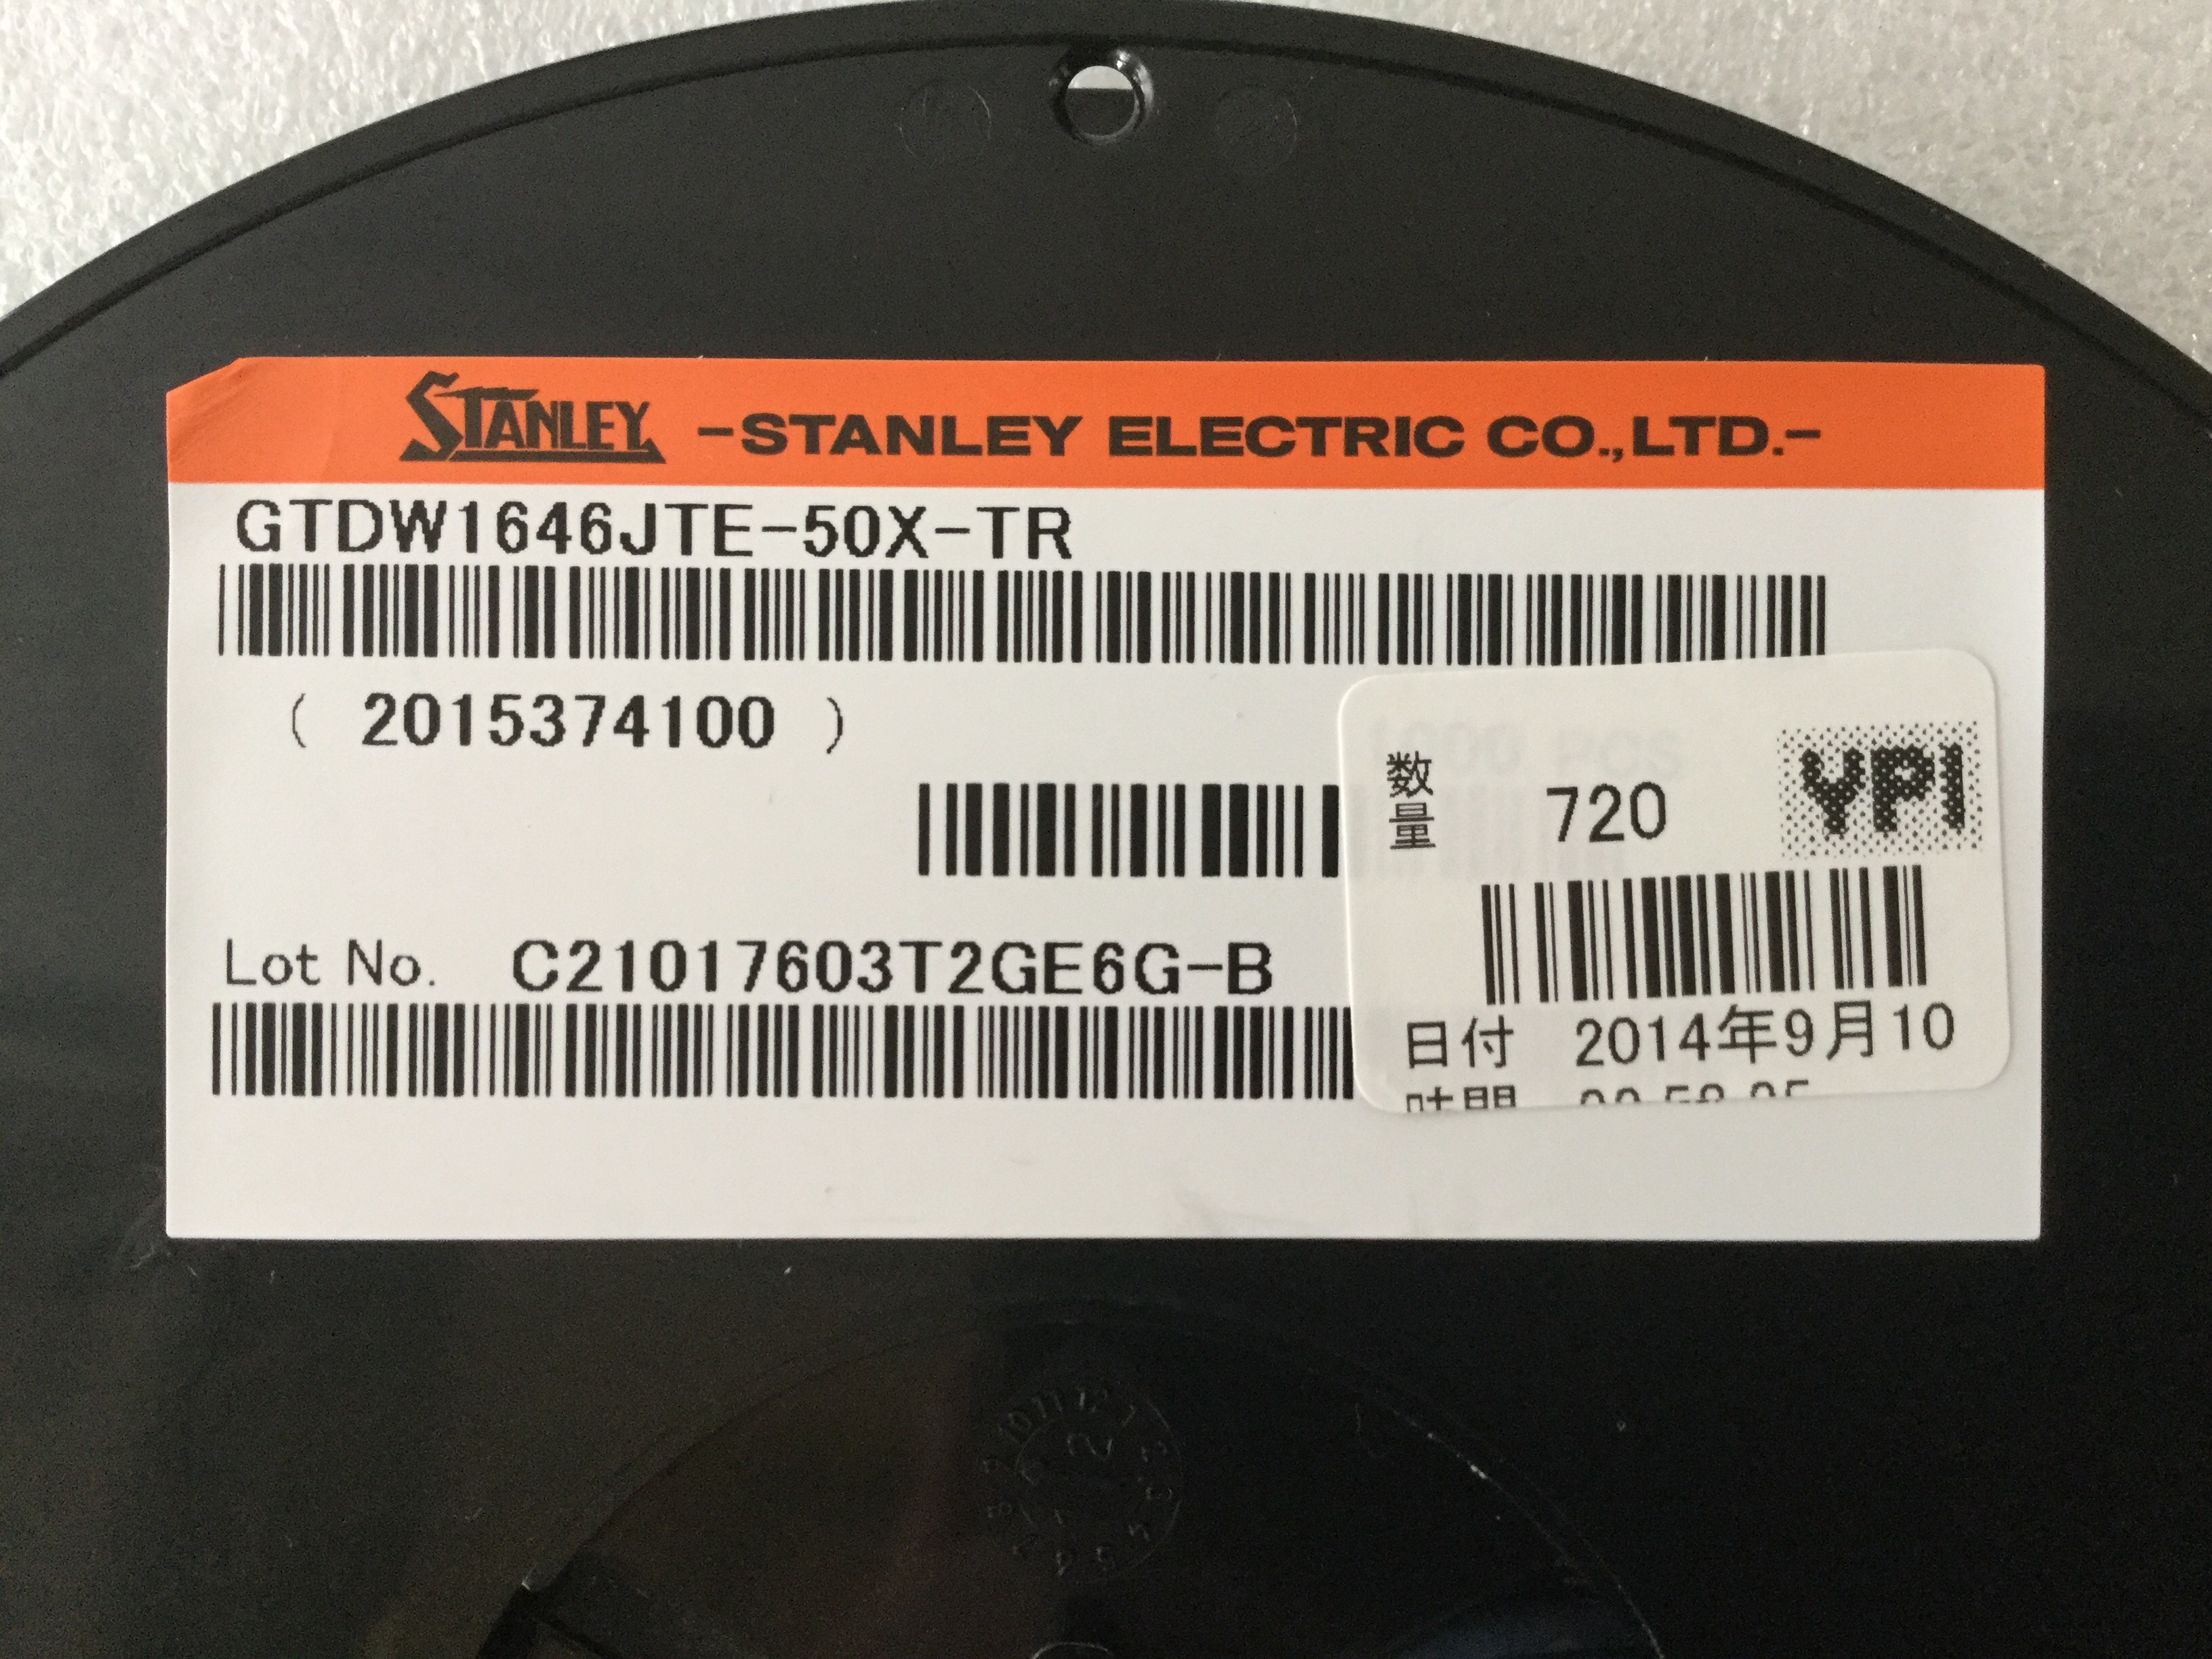 STANLEY -STANLEY ELECTRIC CO.,LTD.-
GTDW1646JTE-50X-TR
( 2015374100 )
数量 720 YPI
Lot No. C21017603T2GE6G-B
日付 2014年9月10